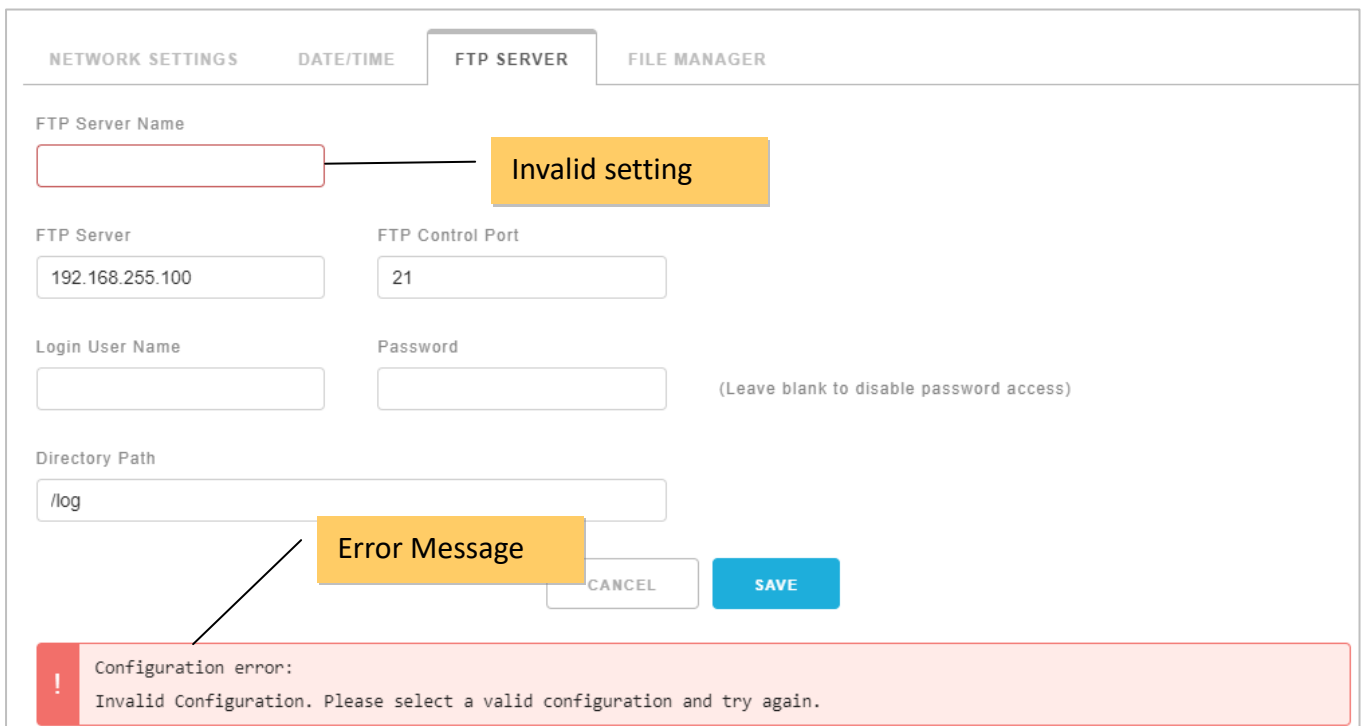 NETWORK SETTINGS DATE/TIME FTP SERVER FILE MANAGER
FTP Server Name
Invalid setting
FTP Server FTP Control Port
192.168.255.100 21
Login User Name Password
(Leave blank to disable password access)
Directory Path
/log
Error Message
CANCEL SAVE
! Configuration error:
Invalid Configuration. Please select a valid configuration and try again.